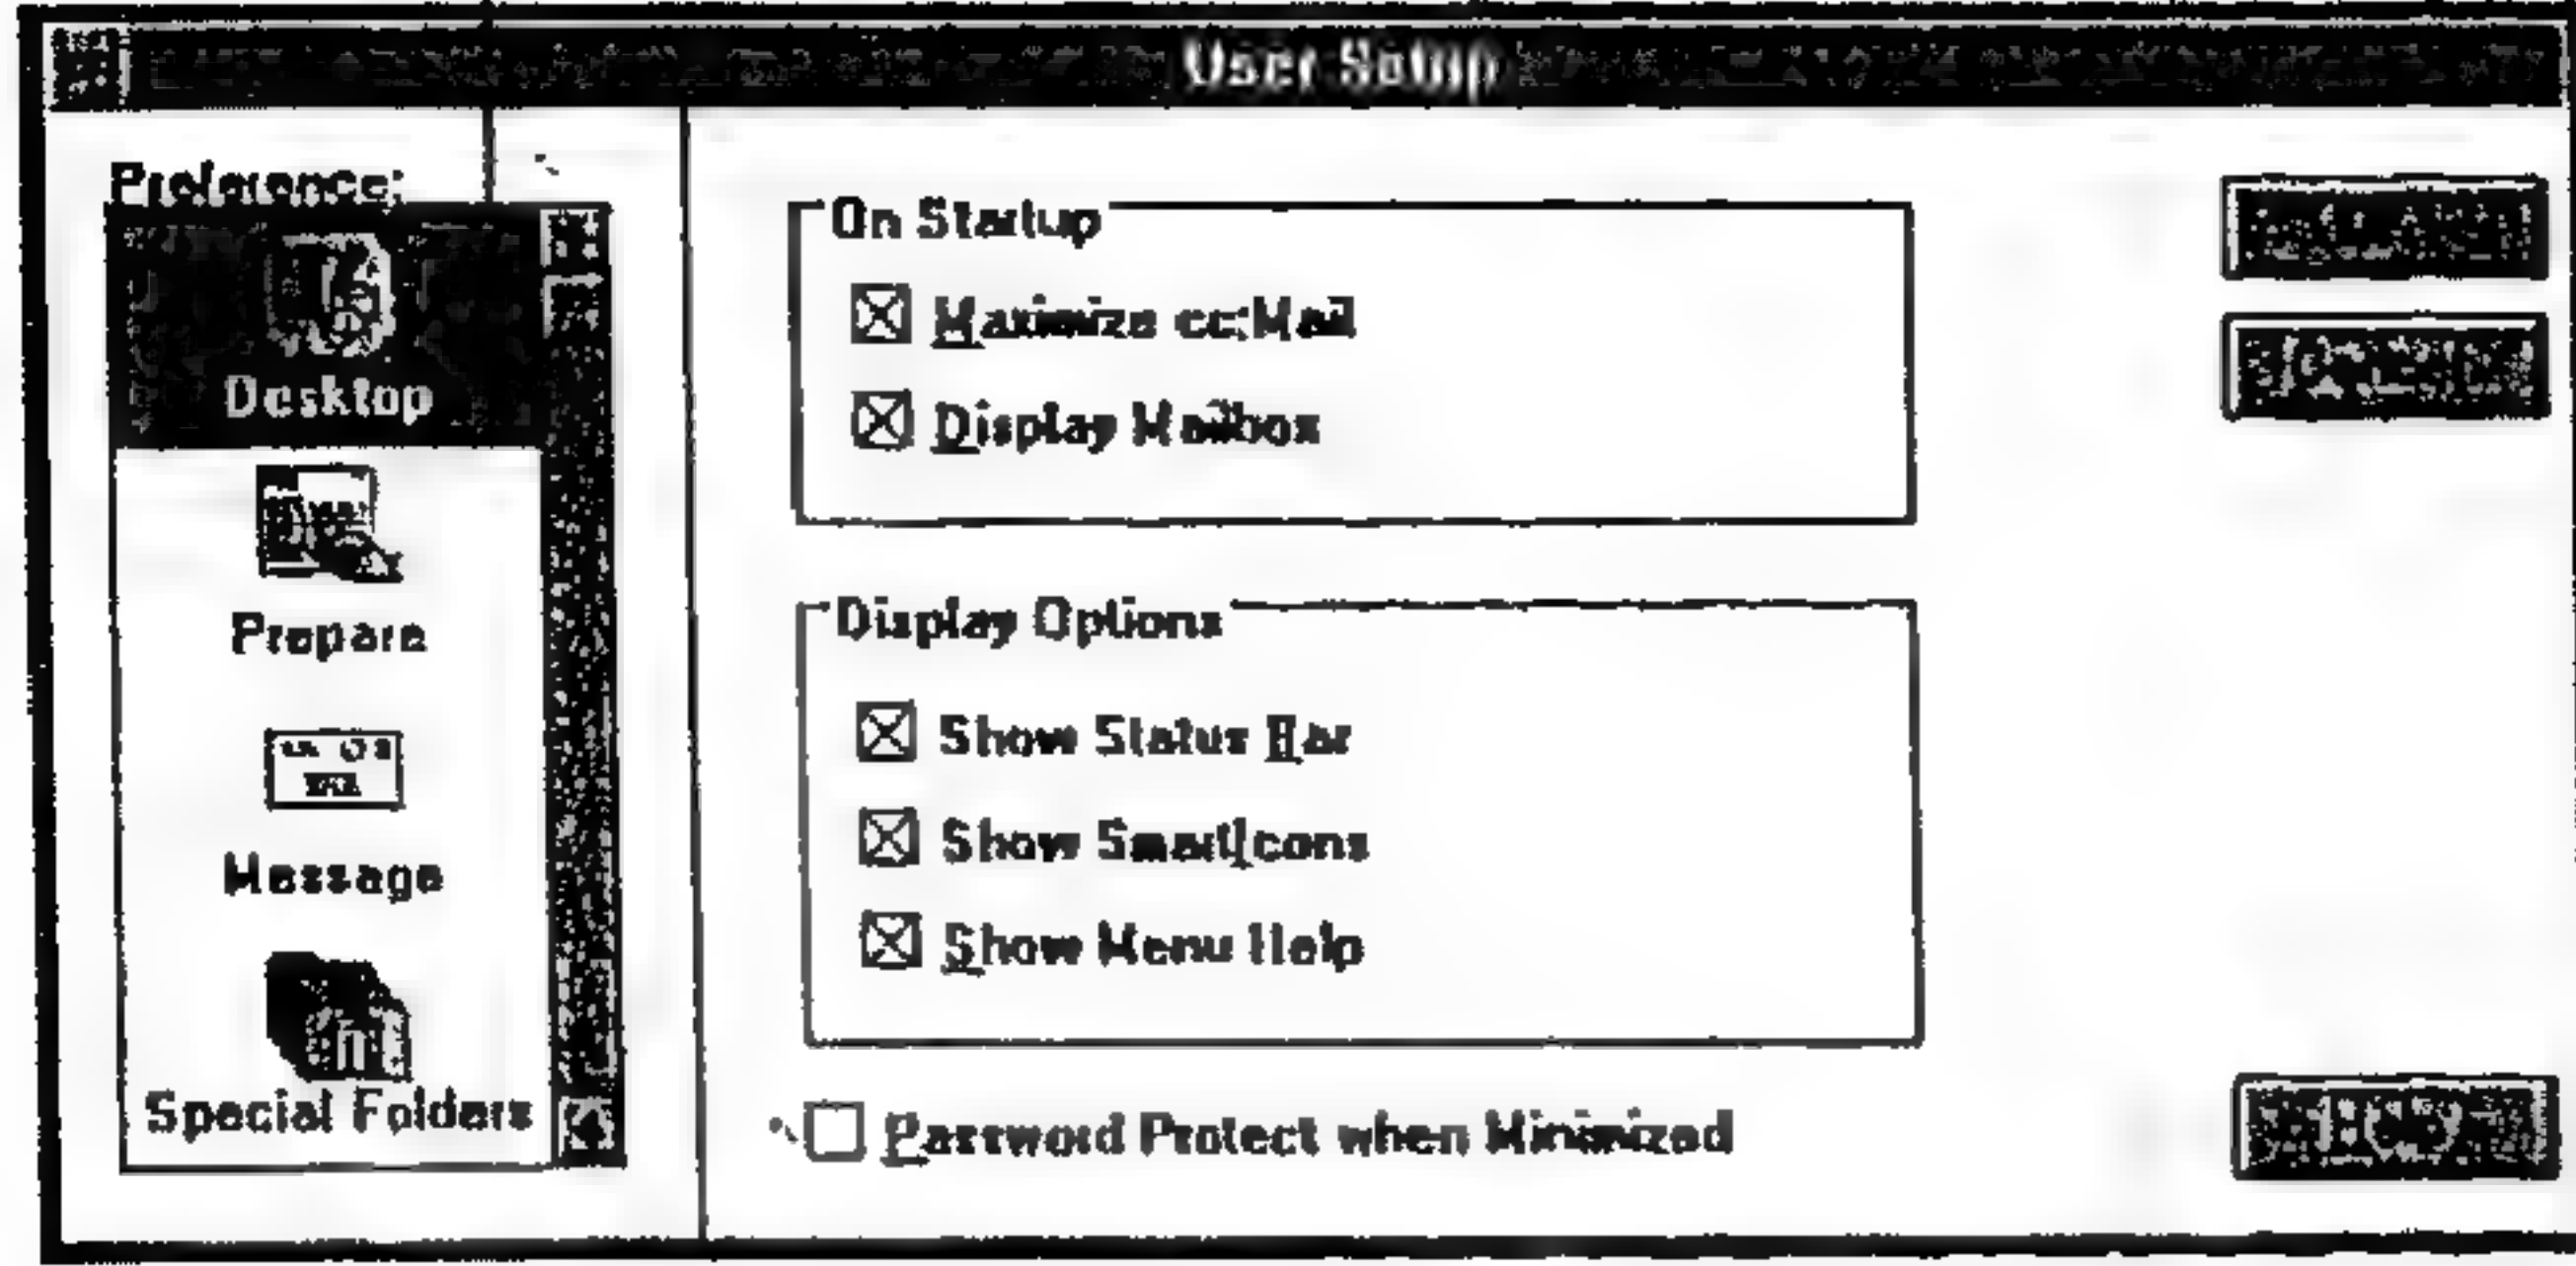 User Setup
Preference:
Desktop
Prepare
Message
Special Folders
On Startup
Maximize cc:Mail
Display Mailbox
Display Options
Show Status Bar
Show SmartIcons
Show Menu Help
Password Protect when Minimized
Help